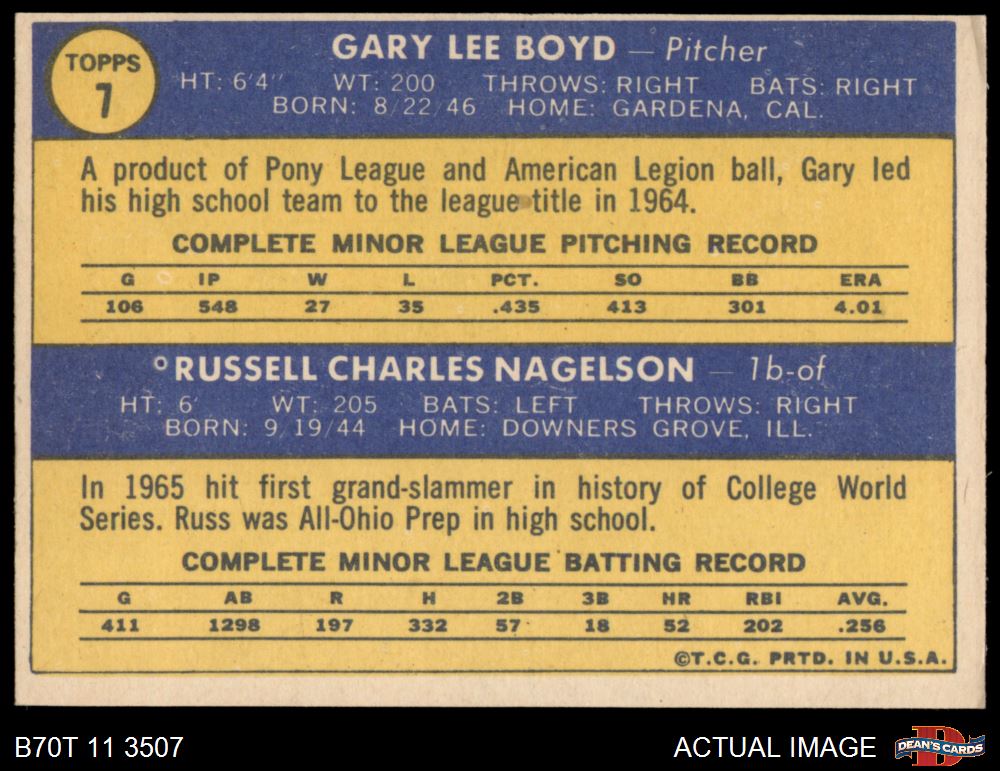 TOPPS
7
GARY LEE BOYD — Pitcher
HT: 6'4" WT: 200 THROWS: RIGHT BATS: RIGHT
BORN: 8/22/46 HOME: GARDENA, CAL.
A product of Pony League and American Legion ball, Gary led
his high school team to the league title in 1964.
COMPLETE MINOR LEAGUE PITCHING RECORD
G IP W L PCT. SO BB ERA
106 548 27 35 .435 413 301 4.01
RUSSELL CHARLES NAGELSON — 1b-of
HT: 6' WT: 205 BATS: LEFT THROWS: RIGHT
BORN: 9/19/44 HOME: DOWNERS GROVE, ILL.
In 1965 hit first grand-slammer in history of College World
Series. Russ was All-Ohio Prep in high school.
COMPLETE MINOR LEAGUE BATTING RECORD
G AB R H 2B 3B HR RBI AVG.
411 1298 197 332 57 18 52 202 .256
©T.C.G. PRTD. IN U.S.A.
B70T 11 3507 ACTUAL IMAGE DEAN'S CARDS